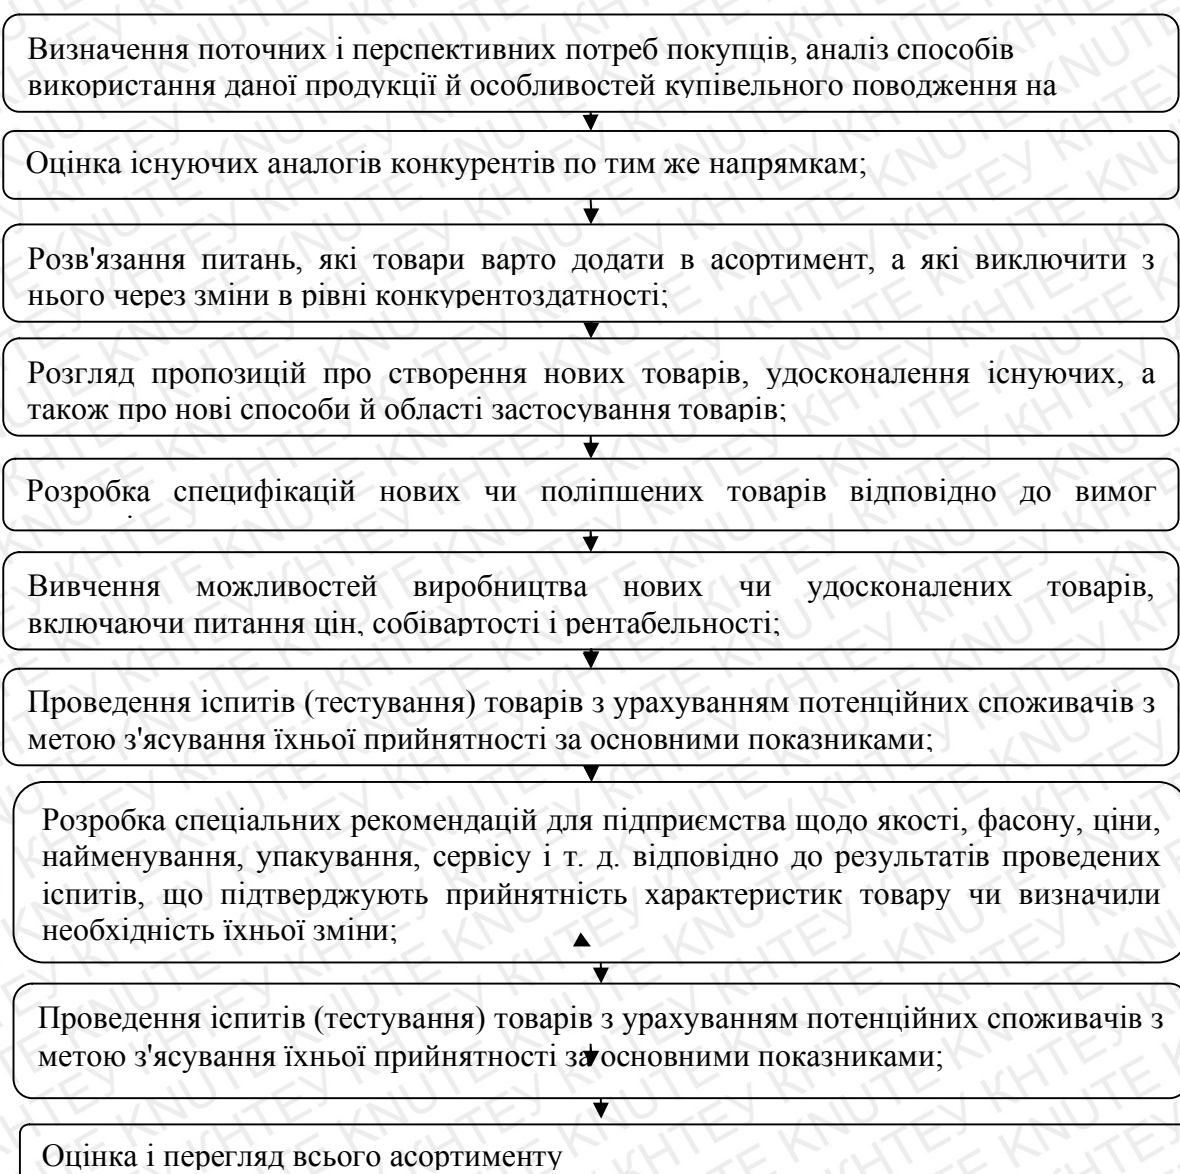 Визначення поточних і перспективних потреб покупців, аналіз способів
використання даної продукції й особливостей купівельного поводження на
Оцінка існуючих аналогів конкурентів по тим же напрямкам;
Розв'язання питань, які товари варто додати в асортимент, а які виключити з
нього через зміни в рівні конкурентоздатності;
Розгляд пропозицій про створення нових товарів, удосконалення існуючих, а
також про нові способи й області застосування товарів;
Розробка специфікацій нових чи поліпшених товарів відповідно до вимог
Вивчення можливостей виробництва нових чи удосконалених товарів,
включаючи питання цін, собівартості і рентабельності;
Проведення іспитів (тестування) товарів з урахуванням потенційних споживачів з
метою з'ясування їхньої прийнятності за основними показниками;
Розробка спеціальних рекомендацій для підприємства щодо якості, фасону, ціни,
найменування, упакування, сервісу і т. д. відповідно до результатів проведених
іспитів, що підтверджують прийнятність характеристик товару чи визначили
необхідність їхньої зміни;
Проведення іспитів (тестування) товарів з урахуванням потенційних споживачів з
метою з'ясування їхньої прийнятності за основними показниками;
Оцінка і перегляд всього асортименту